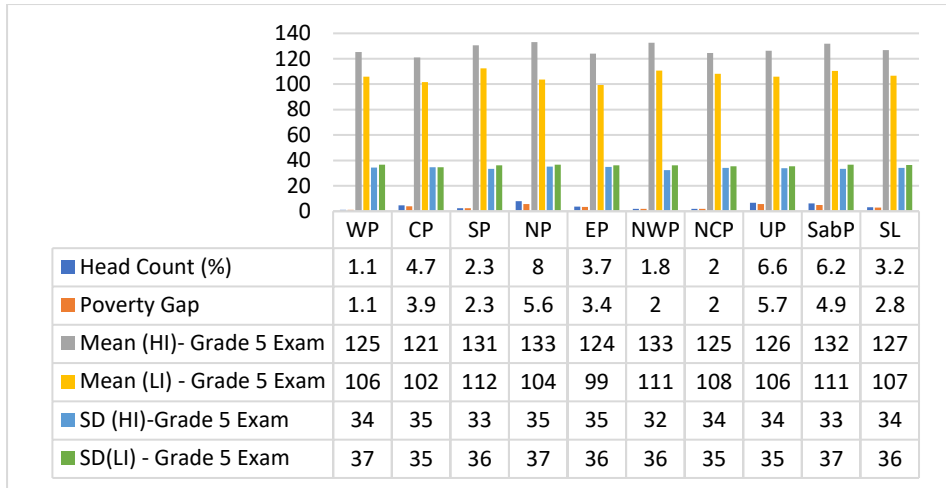 140
120
100
80
60
40
20
0
WP CP SP NP EP NWP NCP UP SabP SL
Head Count (%) 1.1 4.7 2.3 8 3.7 1.8 2 6.6 6.2 3.2
Poverty Gap 1.1 3.9 2.3 5.6 3.4 2 2 5.7 4.9 2.8
Mean (HI)- Grade 5 Exam 125 121 131 133 124 133 125 126 132 127
Mean (LI) - Grade 5 Exam 106 102 112 104 99 111 108 106 111 107
SD (HI)-Grade 5 Exam 34 35 33 35 35 32 34 34 33 34
SD(LI) - Grade 5 Exam 37 35 36 37 36 36 35 35 37 36